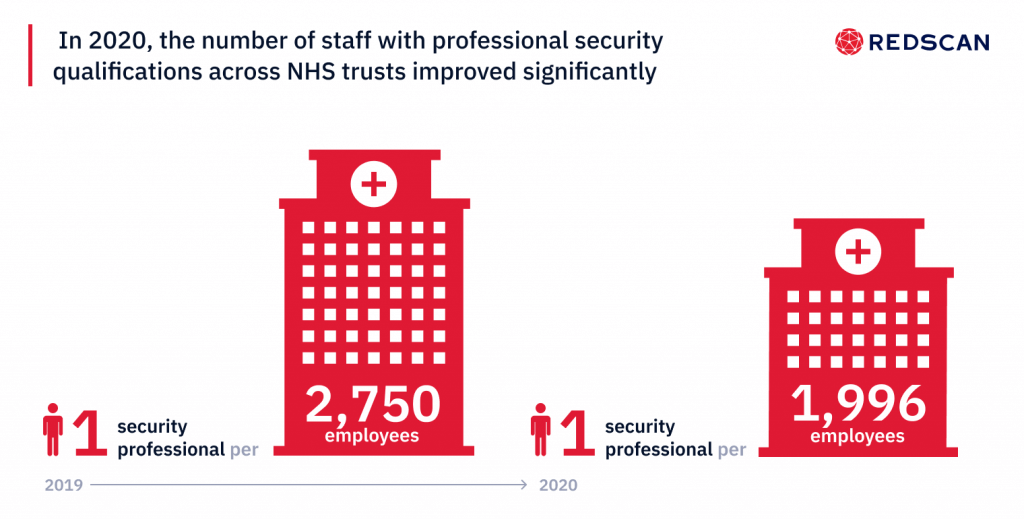 In 2020, the number of staff with professional security
qualifications across NHS trusts improved significantly
REDSCAN
2,750
employees
1 security
professional per
1,996
employees
1 security
professional per
2019
2020